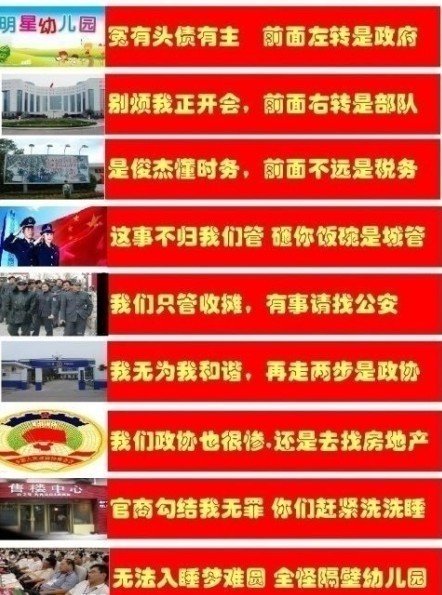 明星幼儿园
冤有头债有主 前面左转是政府
别烦我正开会，前面右转是部队
是俊杰懂时务，前面不远是税务
这事不归我们管 砸你饭碗是城管
我们只管收摊，有事请找公安
我无为我和谐，再走两步是政协
我们政协也很惨.还是去找房地产
售楼中心
官商勾结我无罪 你们赶紧洗洗睡
无法入睡梦难圆 全怪隔壁幼儿园